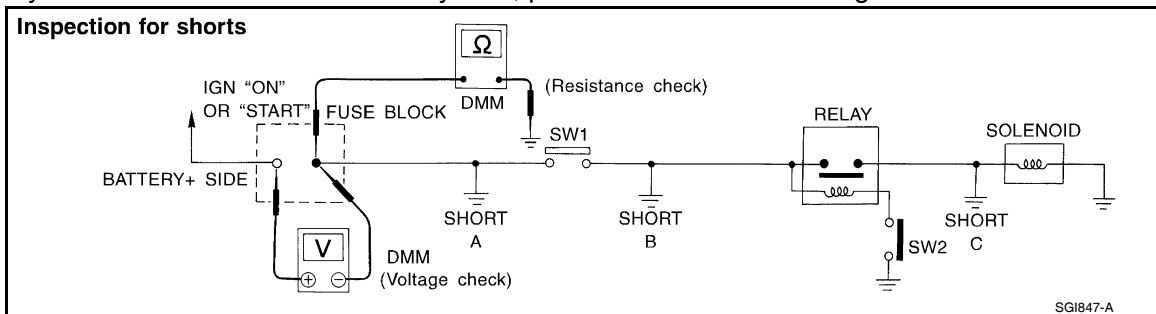 Inspection for shorts
Ω
IGN "ON"
OR "START"
FUSE BLOCK
DMM
(Resistance check)
SW1
RELAY
SOLENOID
BATTERY+ SIDE
SHORT
A
SHORT
B
SHORT
C
SW2
V
+
−
DMM
(Voltage check)
SGI847-A